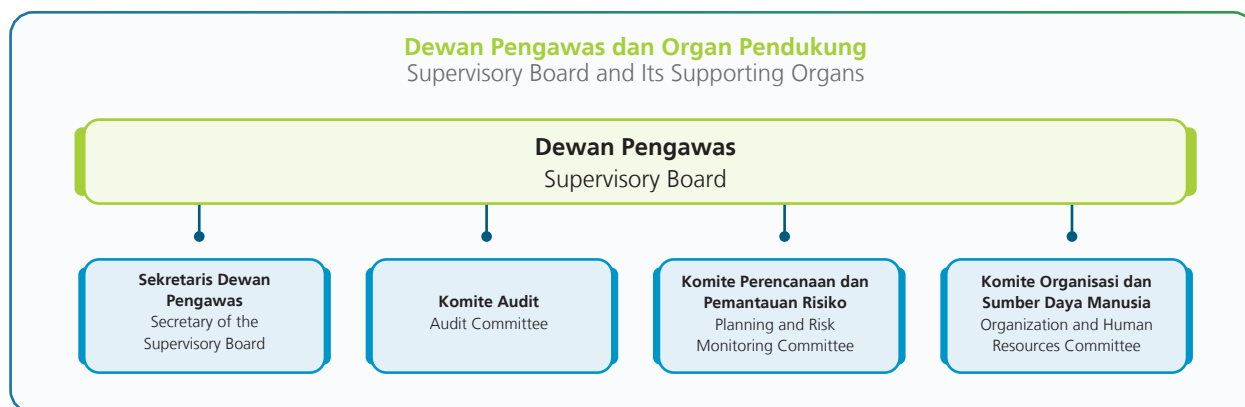 Dewan Pengawas dan Organ Pendukung
Supervisory Board and Its Supporting Organs
Dewan Pengawas
Supervisory Board
Sekretaris Dewan
Pengawas
Secretary of the
Supervisory Board
Komite Audit
Audit Committee
Komite Perencanaan dan
Pemantauan Risiko
Planning and Risk
Monitoring Committee
Komite Organisasi dan
Sumber Daya Manusia
Organization and Human
Resources Committee